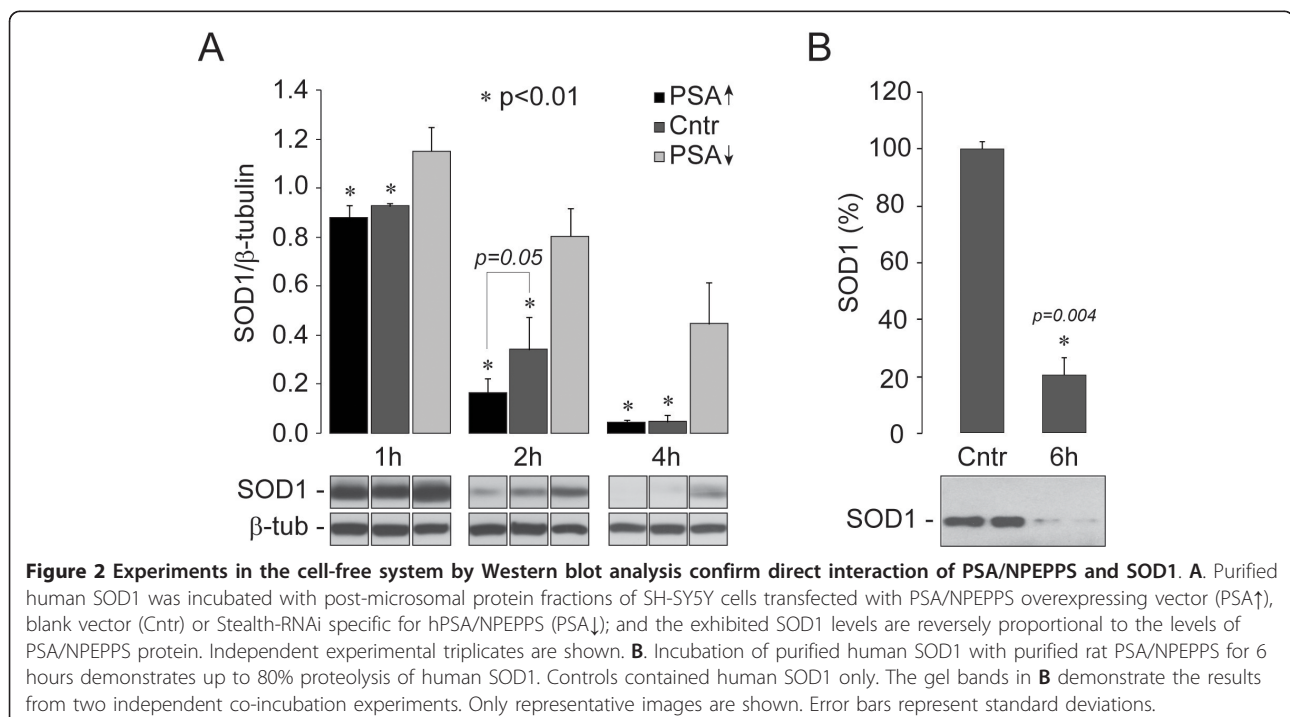 A
B
1.4
1.2
1.0
0.8
0.6
0.4
0.2
0.0
SOD1/β-tubulin
* p<0.01
PSA↑
Cntr
PSA↓
* *
p=0.05
* *
* *
1h 2h 4h
SOD1 -
β-tub -
120
100
80
60
40
20
0
SOD1 (%)
p=0.004
*
Cntr 6h
SOD1 -
Figure 2 Experiments in the cell-free system by Western blot analysis confirm direct interaction of PSA/NPEPPS and SOD1. A. Purified
human SOD1 was incubated with post-microsomal protein fractions of SH-SY5Y cells transfected with PSA/NPEPPS overexpressing vector (PSA↑),
blank vector (Cntr) or Stealth-RNAi specific for hPSA/NPEPPS (PSA↓); and the exhibited SOD1 levels are reversely proportional to the levels of
PSA/NPEPPS protein. Independent experimental triplicates are shown. B. Incubation of purified human SOD1 with purified rat PSA/NPEPPS for 6
hours demonstrates up to 80% proteolysis of human SOD1. Controls contained human SOD1 only. The gel bands in B demonstrate the results
from two independent co-incubation experiments. Only representative images are shown. Error bars represent standard deviations.